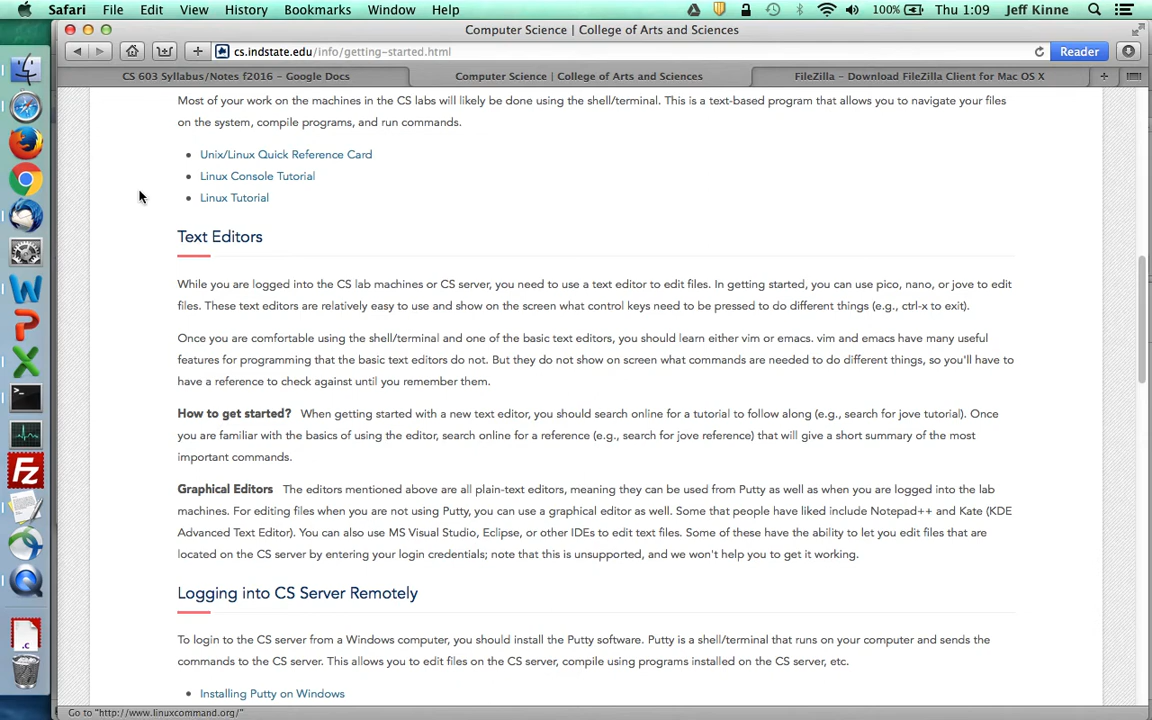 Safari File Edit View History Bookmarks Window Help 100% Thu 1:09 Jeff Kinne
Computer Science | College of Arts and Sciences
cs.indstate.edu/info/getting-started.html Reader
CS 603 Syllabus/Notes f2016 – Google Docs Computer Science | College of Arts and Sciences FileZilla – Download FileZilla Client for Mac OS X
Most of your work on the machines in the CS labs will likely be done using the shell/terminal. This is a text-based program that allows you to navigate your files
on the system, compile programs, and run commands.
Unix/Linux Quick Reference Card
Linux Console Tutorial
Linux Tutorial
Text Editors
While you are logged into the CS lab machines or CS server, you need to use a text editor to edit files. In getting started, you can use pico, nano, or jove to edit
files. These text editors are relatively easy to use and show on the screen what control keys need to be pressed to do different things (e.g., ctrl-x to exit).
Once you are comfortable using the shell/terminal and one of the basic text editors, you should learn either vim or emacs. vim and emacs have many useful
features for programming that the basic text editors do not. But they do not show on screen what commands are needed to do different things, so you'll have to
have a reference to check against until you remember them.
How to get started? When getting started with a new text editor, you should search online for a tutorial to follow along (e.g., search for jove tutorial). Once
you are familiar with the basics of using the editor, search online for a reference (e.g., search for jove reference) that will give a short summary of the most
important commands.
Graphical Editors The editors mentioned above are all plain-text editors, meaning they can be used from Putty as well as when you are logged into the lab
machines. For editing files when you are not using Putty, you can use a graphical editor as well. Some that people have liked include Notepad++ and Kate (KDE
Advanced Text Editor). You can also use MS Visual Studio, Eclipse, or other IDEs to edit text files. Some of these have the ability to let you edit files that are
located on the CS server by entering your login credentials; note that this is unsupported, and we won't help you to get it working.
Logging into CS Server Remotely
To login to the CS server from a Windows computer, you should install the Putty software. Putty is a shell/terminal that runs on your computer and sends the
commands to the CS server. This allows you to edit files on the CS server, compile using programs installed on the CS server, etc.
Installing Putty on Windows
Go to "http://www.linuxcommand.org/"